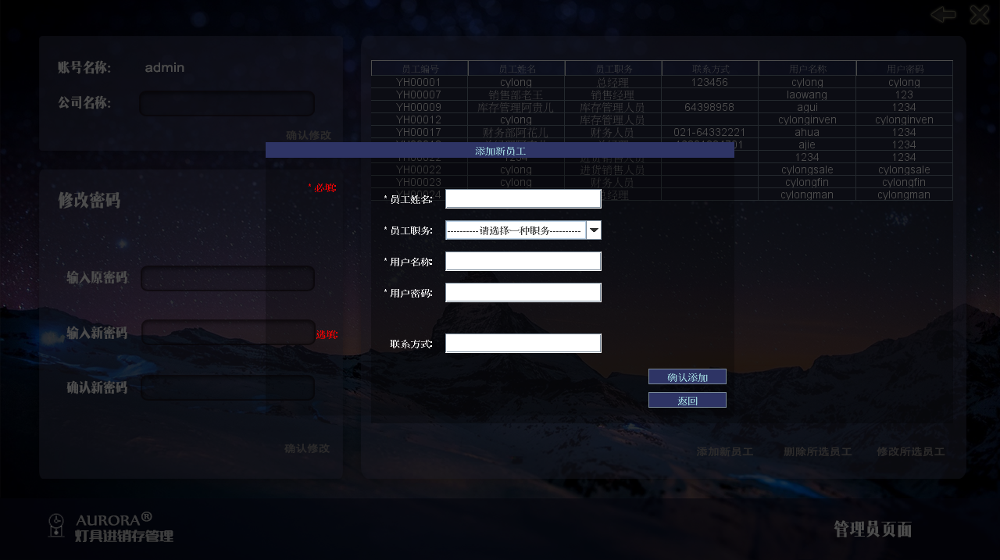 账号名称: admin
公司名称:
确认修改
修改密码
输入原密码
输入新密码
确认新密码
确认修改
员工编号 员工姓名 员工职务 联系方式 用户名称 用户密码
YH00001 cylong 总经理 123456 cylong cylong
YH00007 销售部老王 销售经理 laowang 123
YH00009 库存管理阿贵儿 库存管理人员 64398958 agui 1234
YH00012 cylong 库存管理人员 cylonginven cylonginven
YH00017 财务部阿花儿 财务人员 021-64332221 ahua 1234
ajie 1234
YH00022 1234 进货销售人员 1234 1234
YH00022 cylong 进货销售人员 cylongsale cylongsale
YH00023 cylong 财务人员 cylongfin cylongfin
YH00024 总经理 cylongman cylongman
添加新员工
* 必填:
* 员工姓名:
* 员工职务: ----------请选择一种职务----------
* 用户名称:
* 用户密码:
选填:
联系方式:
确认添加
返回
添加新员工 删除所选员工 修改所选员工
AURORA®
灯具进销存管理
管理员页面